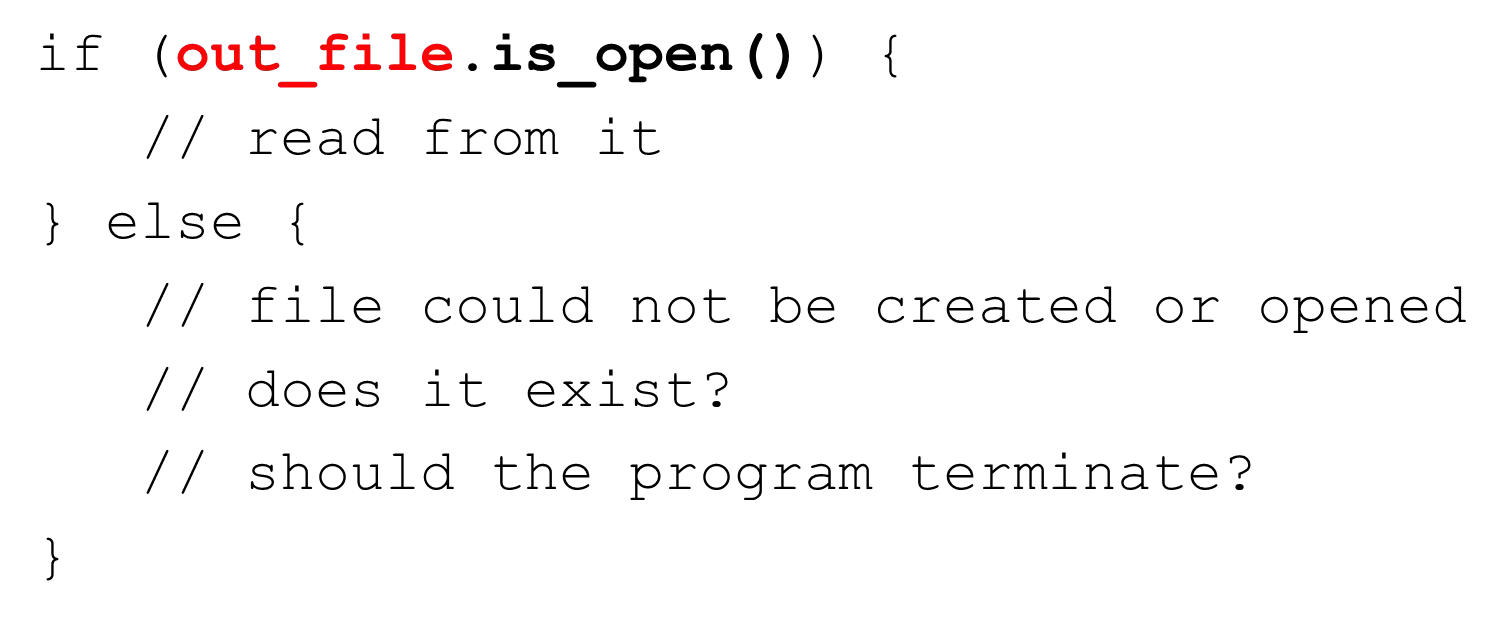 if (out_file.is_open()) {
// read from it
} else {
// file could not be created or opened
// does it exist?
// should the program terminate?
}